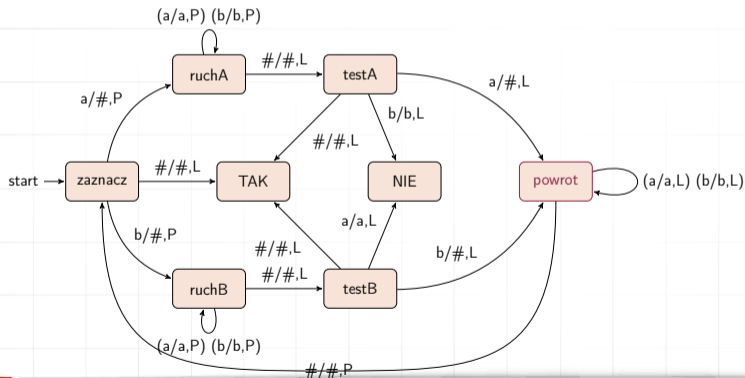 (a/a,P) (b/b,P)
ruchA
#/#,L
testA
a/#,L
a/#,P
b/b,L
#/#,L
start
zaznacz
#/#,L
TAK
NIE
powrot
(a/a,L) (b/b,L)
b/#,P
a/a,L
#/#,L
b/#,L
ruchB
#/#,L
testB
(a/a,P) (b/b,P)
#/#,P